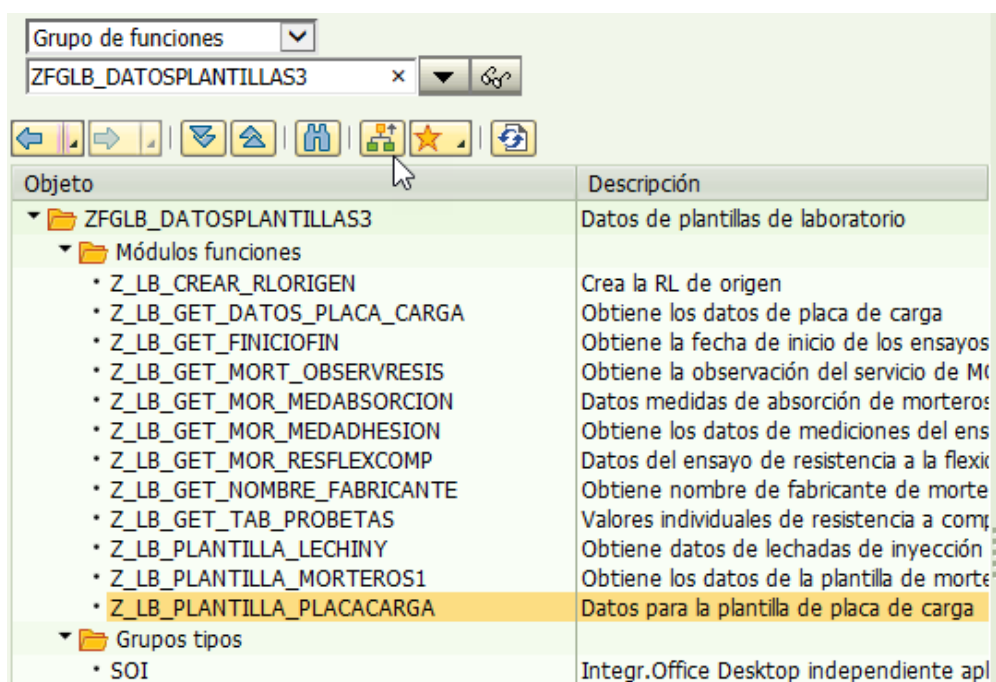 Grupo de funciones
ZFGLB_DATOSPLANTILLAS3
Objeto Descripción
ZFGLB_DATOSPLANTILLAS3 Datos de plantillas de laboratorio
Módulos funciones
Z_LB_CREAR_RLORIGEN Crea la RL de origen
Z_LB_GET_DATOS_PLACA_CARGA Obtiene los datos de placa de carga
Z_LB_GET_FINICIOFIN Obtiene la fecha de inicio de los ensayos
Z_LB_GET_MORT_OBSERVRESIS Obtiene la observación del servicio de
Z_LB_GET_MOR_MEDABSORCION Datos medidas de absorción de morteros
Z_LB_GET_MOR_MEDADHESION Obtiene los datos de mediciones del ens
Z_LB_GET_MOR_RESFLEXCOMP Datos del ensayo de resistencia a la
Z_LB_GET_NOMBRE_FABRICANTE Obtiene nombre de fabricante de morte
Z_LB_GET_TAB_PROBETAS Valores individuales de resistencia a
Z_LB_PLANTILLA_LECHINY Obtiene datos de lechadas de inyección
Z_LB_PLANTILLA_MORTEROS1 Obtiene los datos de la plantilla de morte
Z_LB_PLANTILLA_PLACACARGA Datos para la plantilla de placa de carga
Grupos tipos
SOI Integr.Office Desktop independiente apl